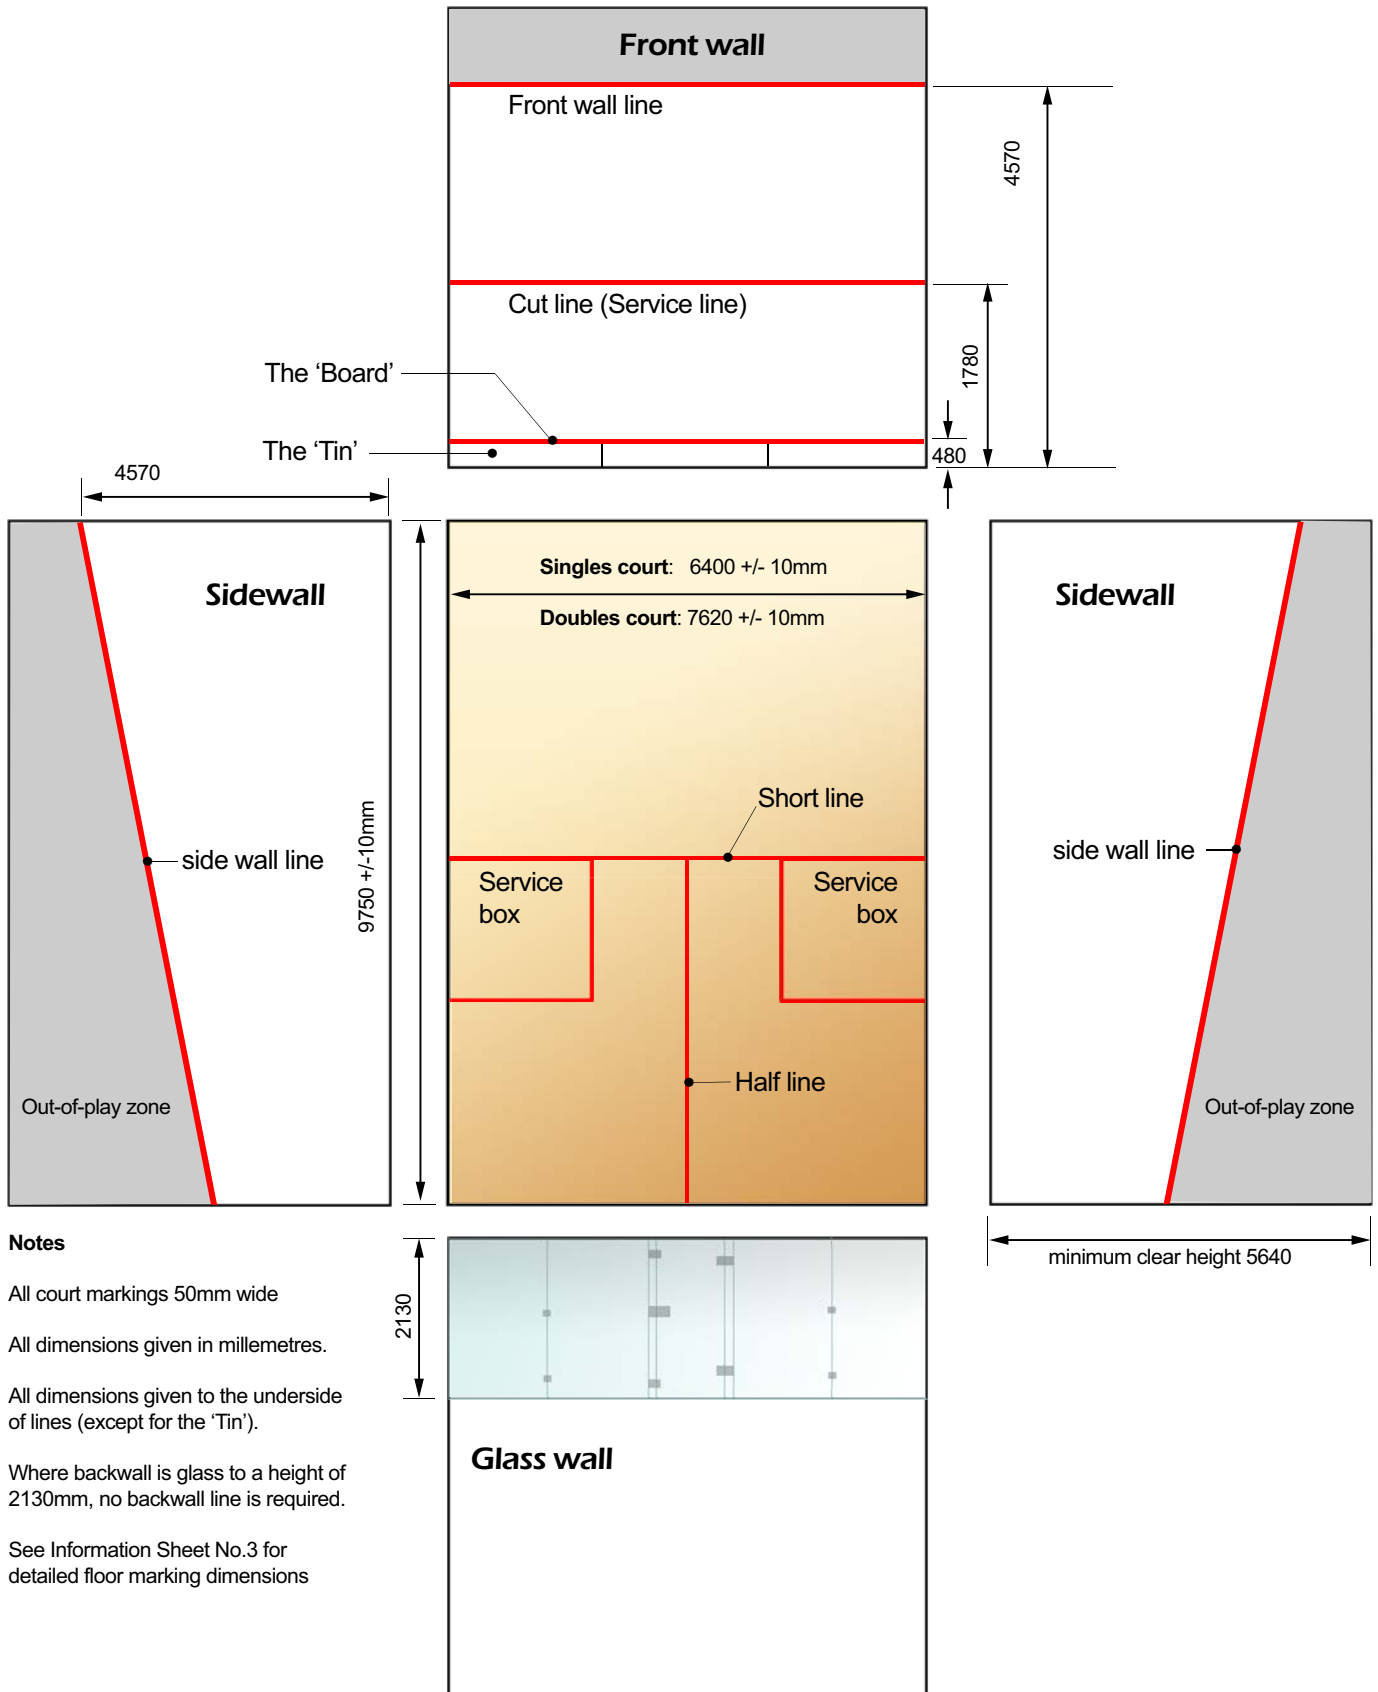 Front wall
Front wall line
4570
Cut line (Service line)
1780
The ‘Board’
The ‘Tin’
480
4570
Sidewall
Singles court: 6400 +/- 10mm
Doubles court: 7620 +/- 10mm
Sidewall
Short line
side wall line
9750 +/-10mm
side wall line
Service
box
Service
box
Half line
Out-of-play zone
Out-of-play zone
Notes
All court markings 50mm wide
All dimensions given in millemetres.
All dimensions given to the underside
of lines (except for the ‘Tin’).
Where backwall is glass to a height of
2130mm, no backwall line is required.
See Information Sheet No.3 for
detailed floor marking dimensions
2130
minimum clear height 5640
Glass wall